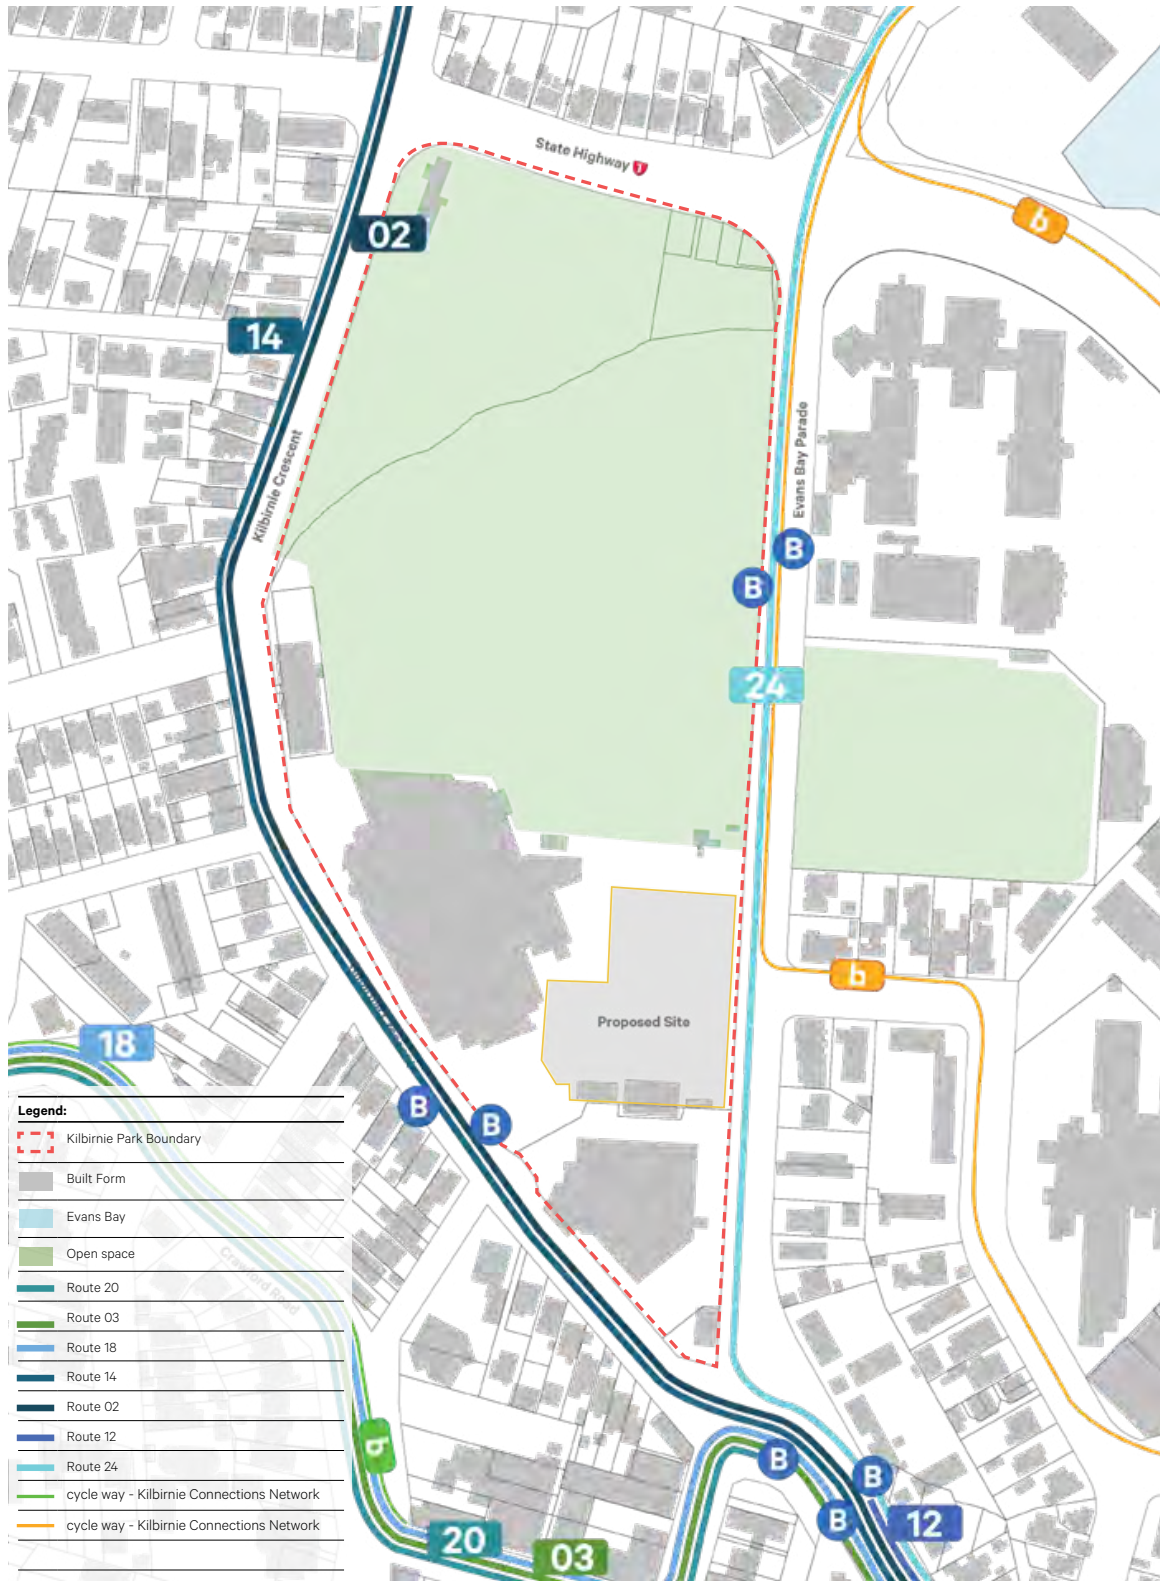 State Highway 1
02
14
b
Kilbirnie Crescent
Evans Bay Parade
B
B
24
b
Proposed Site
18
B
B
Legend:
Kilbirnie Park Boundary
Built Form
Evans Bay
Open space
Route 20
Route 03
Route 18
Route 14
Route 02
Route 12
Route 24
cycle way - Kilbirnie Connections Network
cycle way - Kilbirnie Connections Network
Crawford Road
b
B
B
B
12
20
03